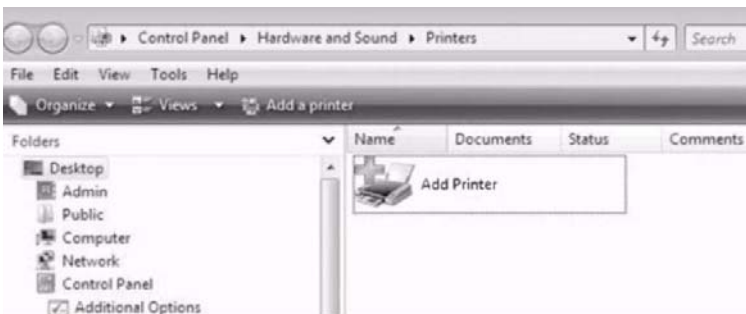 Control Panel ▸ Hardware and Sound ▸ Printers Search
File Edit View Tools Help
Organize Views Add a printer
Folders Name Documents Status Comments
Desktop
Add Printer
Admin
Public
Computer
Network
Control Panel
Additional Options